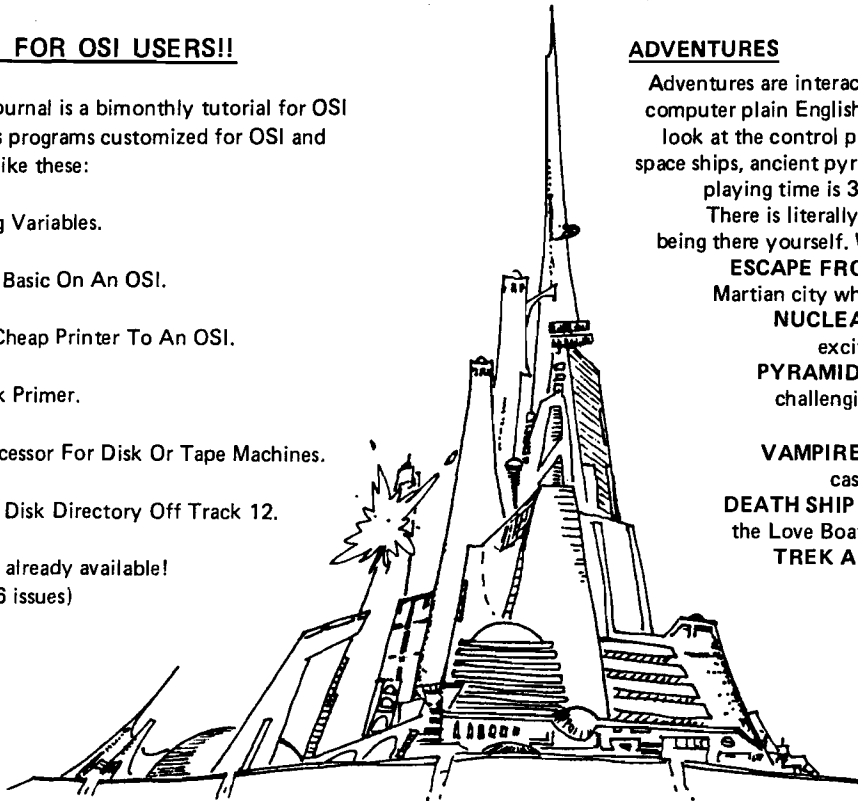 FOR OSI USERS!!
ournal is a bimonthly tutorial for OSI
s programs customized for OSI and
ike these:
g Variables.
Basic On An OSI.
Cheap Printer To An OSI.
k Primer.
cessor For Disk Or Tape Machines.
Disk Directory Off Track 12.
already available!
6 issues)
ADVENTURES
Adventures are interac
computer plain English
look at the control p
space ships, ancient pyr
playing time is 3
There is literally
being there yourself.
ESCAPE FRO
Martian city wh
NUCLEA
exci
PYRAMID
challengi
VAMPIRE
cas
DEATH SHIP
the Love Boa
TREK A